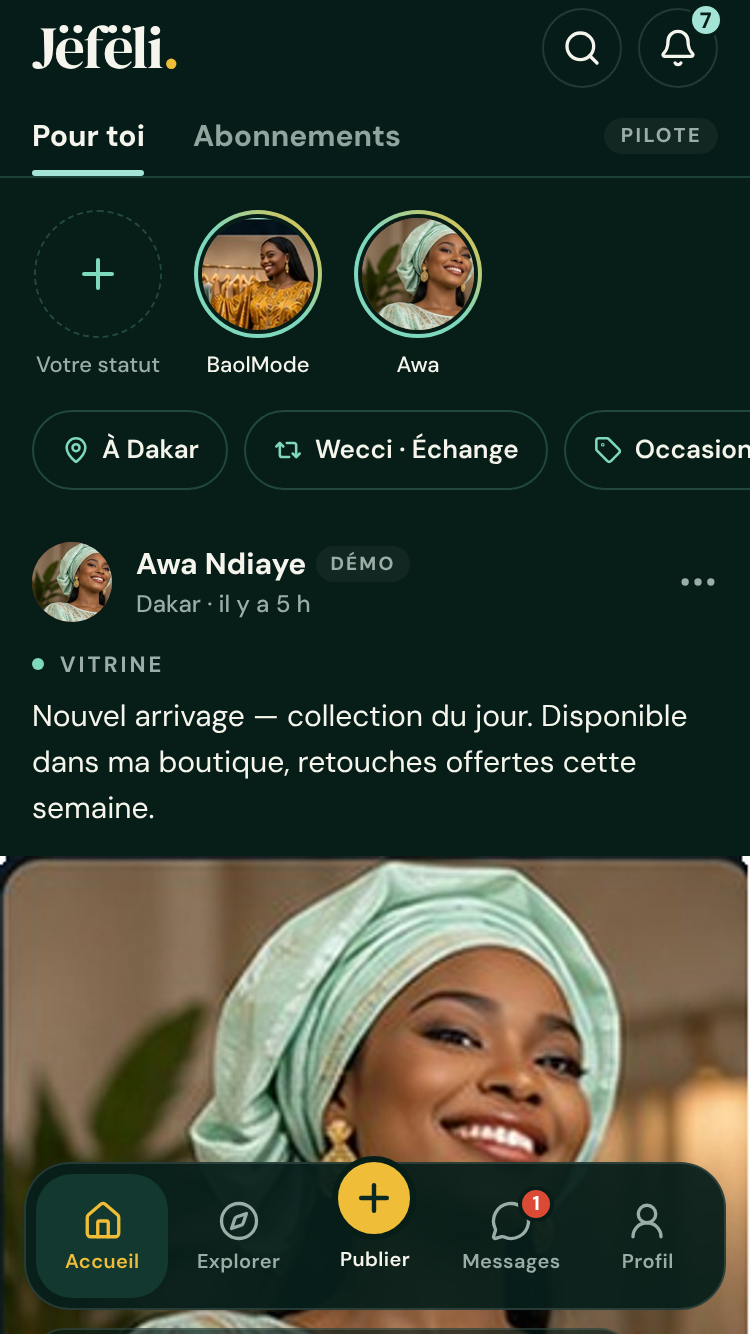 Jëfëli.
7
Pour toi
Abonnements
PILOTE
Votre statut
BaolMode
Awa
À Dakar
Wecci · Échange
Occasion
Awa Ndiaye
DÉMO
Dakar · il y a 5 h
VITRINE
Nouvel arrivage — collection du jour. Disponible
dans ma boutique, retouches offertes cette
semaine.
Accueil
Explorer
Publier
1
Messages
Profil